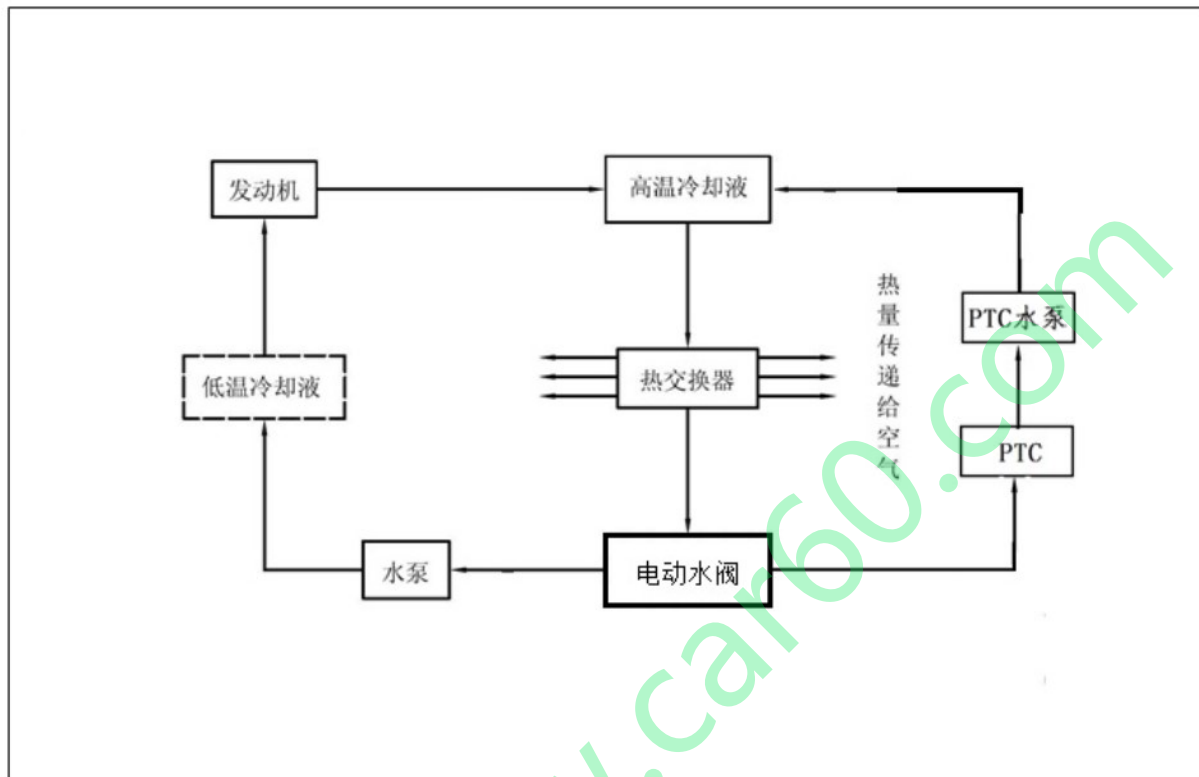 发动机
高温冷却液
热量传递给空气
PTC水泵
低温冷却液
热交换器
PTC
水泵
电动水阀
www.car60.com